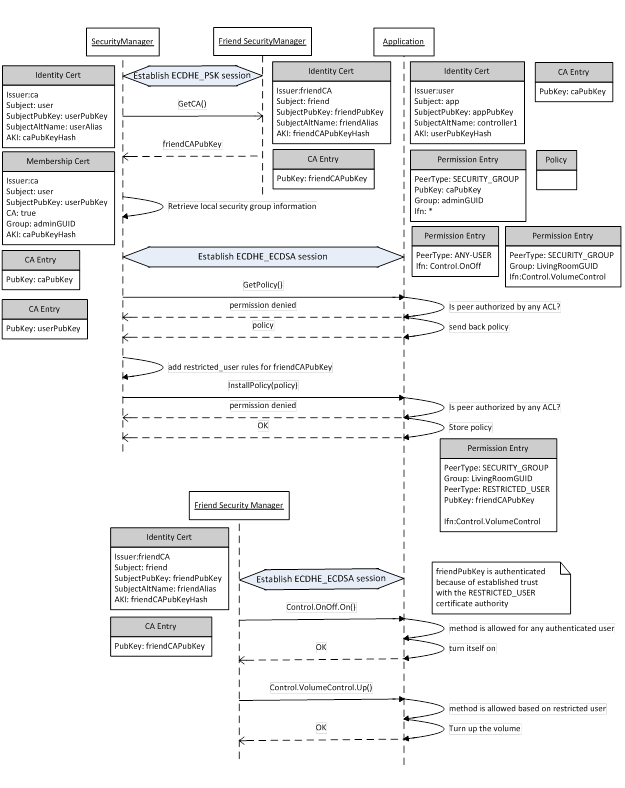 SecurityManager
Friend SecurityManager
Application
Identity Cert
Issuer:ca
Subject: user
SubjectPubKey: userPubKey
SubjectAltName: userAlias
AKI: caPubKeyHash
Establish ECDHE_PSK session
Identity Cert
Issuer:friendCA
Subject: friend
SubjectPubKey: friendPubKey
SubjectAltName: friendAlias
AKI: friendCAPubKeyHash
Identity Cert
Issuer:user
Subject: app
SubjectPubKey: appPubKey
SubjectAltName: controller1
AKI: userPubKeyHash
CA Entry
PubKey: caPubKey
GetCA()
friendCAPubKey
Membership Cert
Issuer:ca
Subject: user
SubjectPubKey: userPubKey
CA: true
Group: adminGUID
AKI: caPubKeyHash
CA Entry
PubKey: friendCAPubKey
Permission Entry
PeerType: SECURITY_GROUP
PubKey: caPubKey
Group: adminGUID
Ifn: *
Policy
Retrieve local security group information
CA Entry
PubKey: caPubKey
Establish ECDHE_ECDSA session
Permission Entry
PeerType: ANY-USER
Ifn: Control.OnOff
Permission Entry
PeerType: SECURITY_GROUP
Group: LivingRoomGUID
Ifn:Control.VolumeControl
CA Entry
PubKey: userPubKey
GetPolicy()
permission denied
Is peer authorized by any ACL?
policy
send back policy
add restricted_user rules for friendCAPubKey
InstallPolicy(policy)
permission denied
Is peer authorized by any ACL?
OK
Store policy
Permission Entry
PeerType: SECURITY_GROUP
Group: LivingRoomGUID
PeerType: RESTRICTED_USER
PubKey: friendCAPubKey
Ifn:Control.VolumeControl
Friend Security Manager
Identity Cert
Issuer:friendCA
Subject: friend
SubjectPubKey: friendPubKey
SubjectAltName: friendAlias
AKI: friendCAPubKeyHash
Establish ECDHE_ECDSA session
friendPubKey is authenticated
because of established trust
with the RESTRICTED_USER
certificate authority
CA Entry
PubKey: friendCAPubKey
Control.OnOff.On()
method is allowed for any authenticated user
OK
turn itself on
Control.VolumeControl.Up()
method is allowed based on restricted user
OK
Turn up the volume